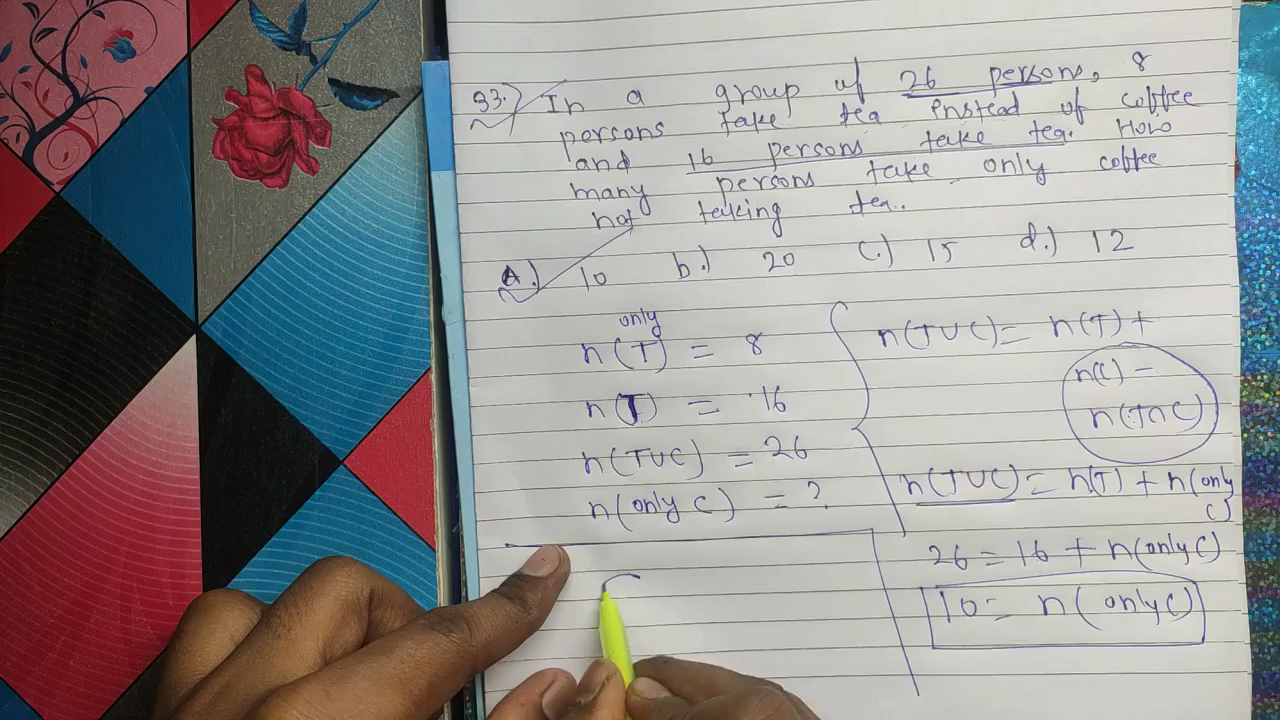 33.) In a group of 26 persons, 8
persons take tea instead of coffee
and 16 persons take tea. How
many persons take only coffee
not taking tea..
A.) 10 b.) 20 c.) 15 d.) 12
only
n(T) = 8
n(T) = 16
n(TUC) = 26
n(only C) = ?
n(TUC) = n(T) +
n(C) -
n(T∩C)
n(TUC) = n(T) + n(only
C)
26 = 16 + n(only C)
10 = n(only C)